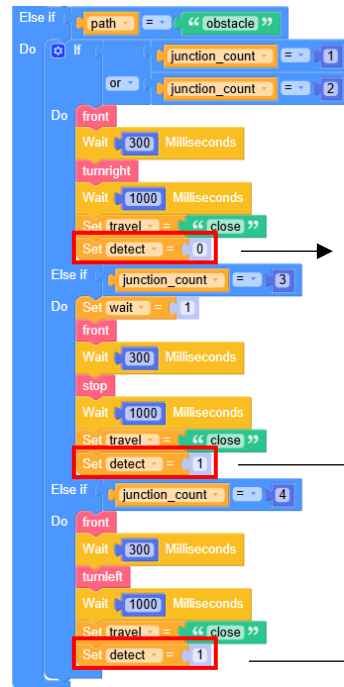 Else if path = “ obstacle ”
Do If junction_count = 1
or junction_count = 2
Do front
Wait 300 Milliseconds
turnright
Wait 1000 Milliseconds
Set travel = “ close ”
Set detect = 0
Else if junction_count = 3
Do Set wait = 1
front
Wait 300 Milliseconds
stop
Wait 1000 Milliseconds
Set travel = “ close ”
Set detect = 1
Else if junction_count = 4
Do front
Wait 300 Milliseconds
turnleft
Wait 1000 Milliseconds
Set travel = “ close ”
Set detect = 1